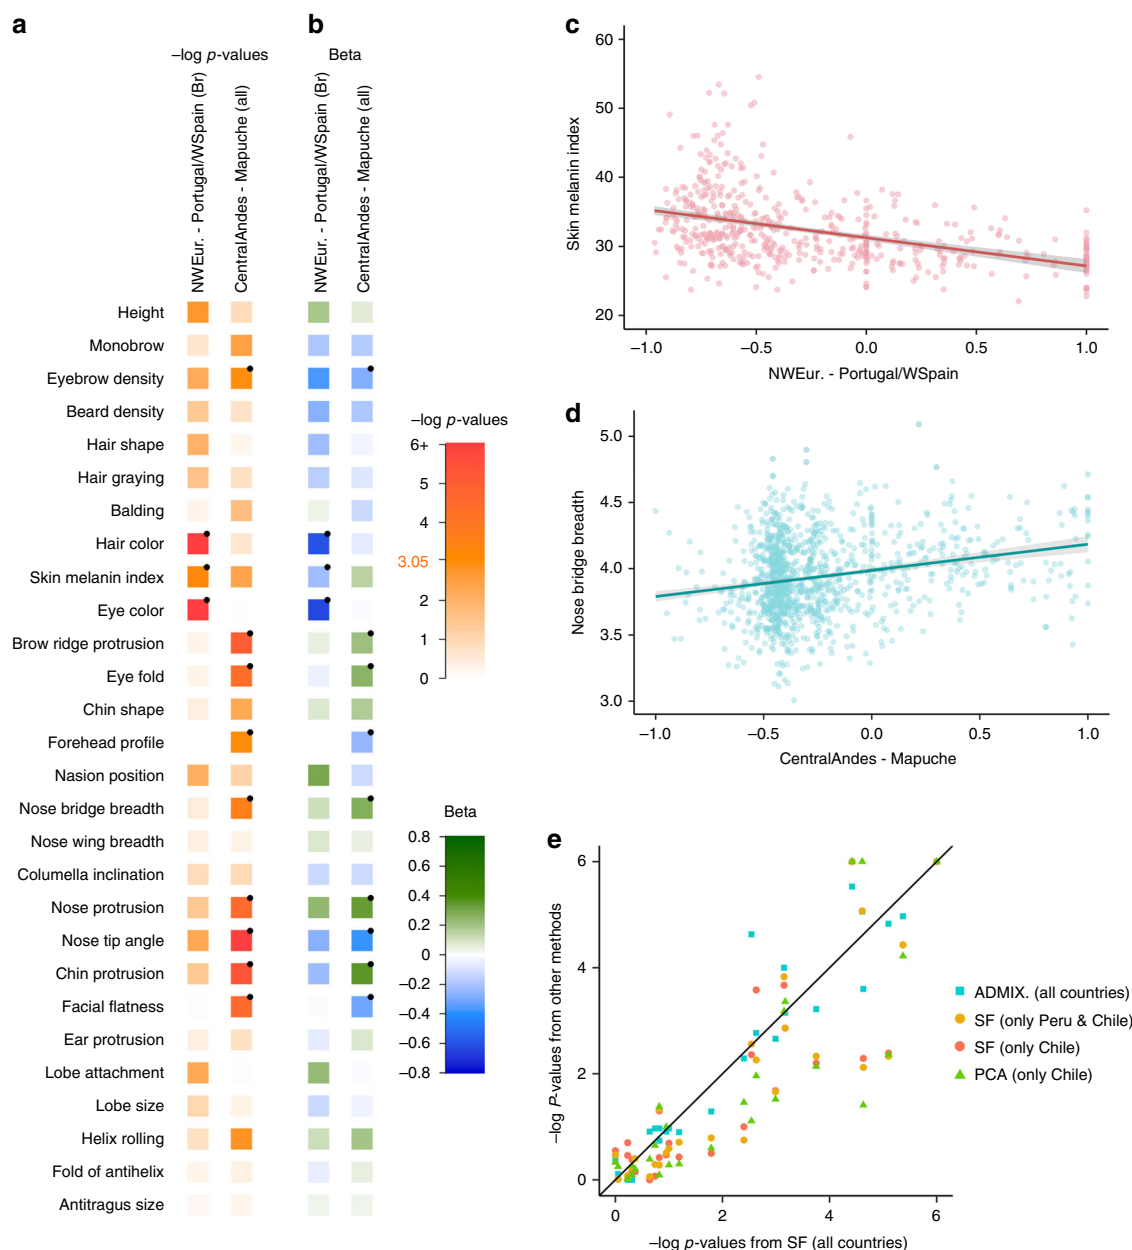 a
–log p-values
NWEur. - Portugal/WSpain (Br)
CentralAndes - Mapuche (all)
b
Beta
NWEur. - Portugal/WSpain (Br)
CentralAndes - Mapuche (all)
Height
Monobrow
Eyebrow density
Beard density
Hair shape
Hair graying
Balding
Hair color
Skin melanin index
Eye color
Brow ridge protrusion
Eye fold
Chin shape
Forehead profile
Nasion position
Nose bridge breadth
Nose wing breadth
Columella inclination
Nose protrusion
Nose tip angle
Chin protrusion
Facial flatness
Ear protrusion
Lobe attachment
Lobe size
Helix rolling
Fold of antihelix
Antitragus size
–log p-values
6+
5
4
3.05
2
1
0
Beta
0.8
0.6
0.4
0.2
0
–0.2
–0.4
–0.6
–0.8
c
Skin melanin index
60
50
40
30
20
–1.0
–0.5
0.0
0.5
1.0
NWEur. - Portugal/WSpain
d
Nose bridge breadth
5.0
4.5
4.0
3.5
3.0
–1.0
–0.5
0.0
0.5
1.0
CentralAndes - Mapuche
e
–log P-values from other methods
6
4
2
0
0
2
4
6
–log p-values from SF (all countries)
ADMIX. (all countries)
SF (only Peru & Chile)
SF (only Chile)
PCA (only Chile)